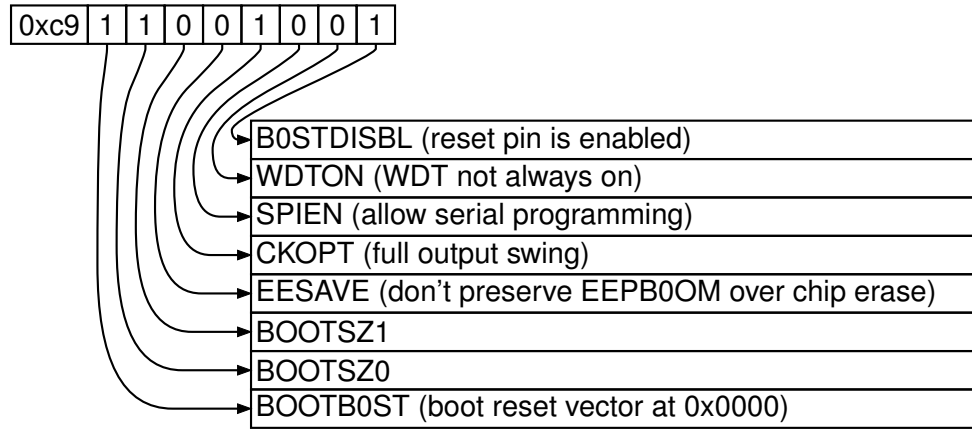 0xc9 1 1 0 0 1 0 0 1
B0STDISBL (reset pin is enabled)
WDTON (WDT not always on)
SPIEN (allow serial programming)
CKOPT (full output swing)
EESAVE (don't preserve EEPB0OM over chip erase)
BOOTSZ1
BOOTSZ0
BOOTB0ST (boot reset vector at 0x0000)